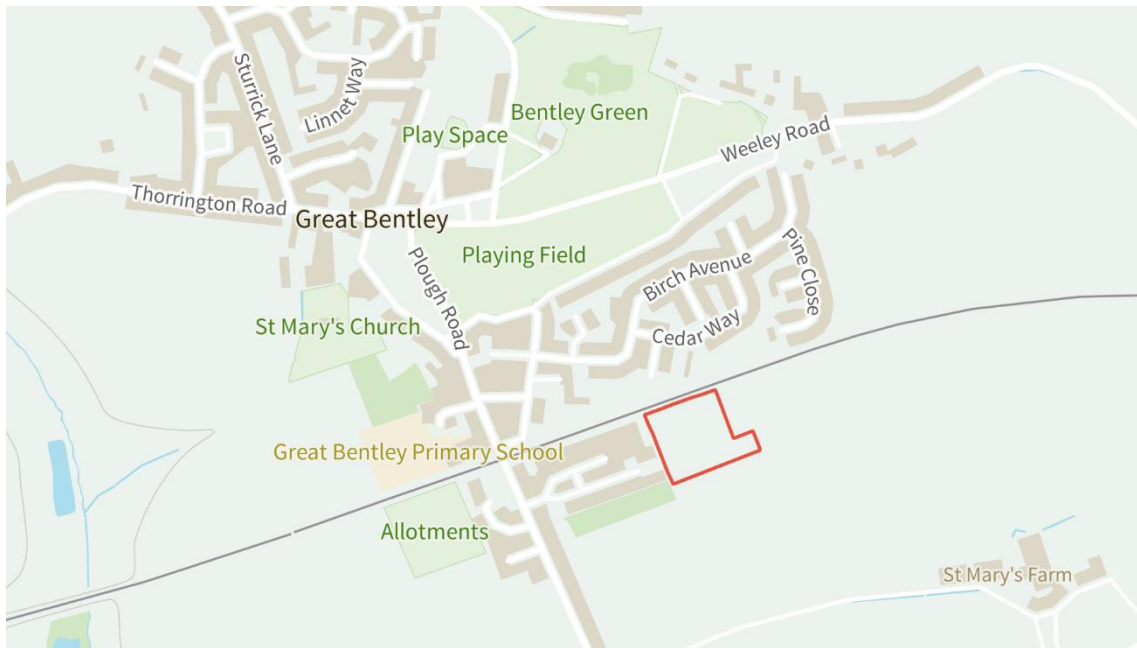 Sturrick Lane
Linnet Way
Bentley Green
Play Space
Weeley Road
Thorrington Road
Great Bentley
Playing Field
Plough Road
Birch Avenue
Pine Close
St Mary's Church
Cedar Way
Great Bentley Primary School
Allotments
St Mary's Farm